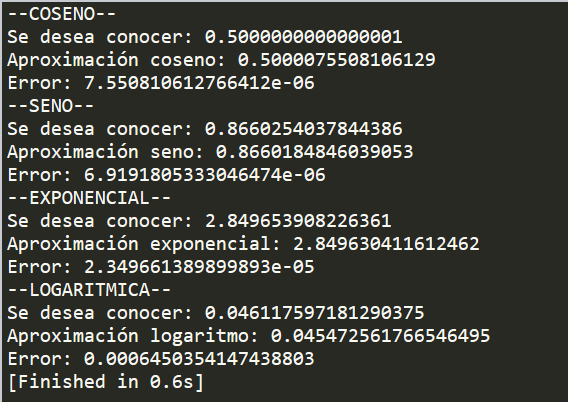 --COSENO--
Se desea conocer: 0.5000000000000001
Aproximación coseno: 0.5000075508106129
Error: 7.550810612766412e-06
--SENO--
Se desea conocer: 0.8660254037844386
Aproximación seno: 0.8660184846039053
Error: 6.9191805333046474e-06
--EXPONENCIAL--
Se desea conocer: 2.849653908226361
Aproximación exponencial: 2.849630411612462
Error: 2.349661389899893e-05
--LOGARITMICA--
Se desea conocer: 0.046117597181290375
Aproximación logaritmo: 0.045472561766546495
Error: 0.0006450354147438803
[Finished in 0.6s]